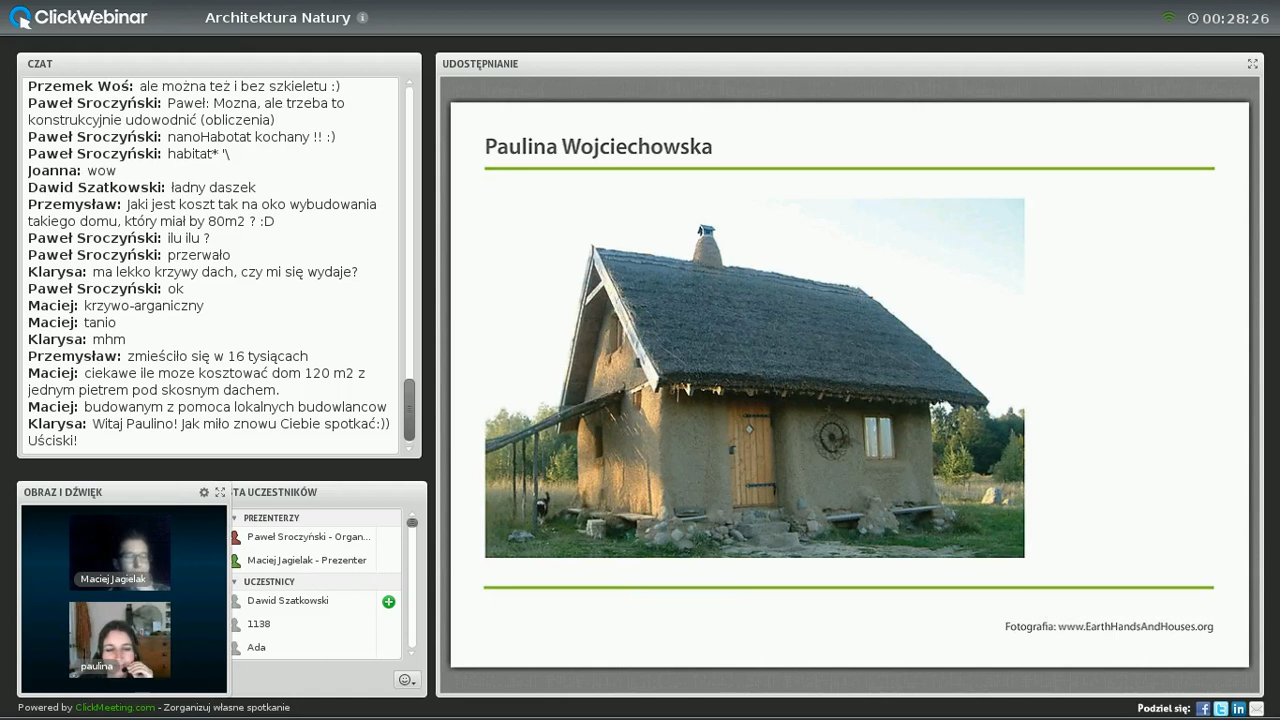 ClickWebinar
Architektura Natury
00:28:26
CZAT
Przemek Woś: ale można też i bez szkieletu :)
Paweł Sroczyński: Paweł: Mozna, ale trzeba to
konstrukcyjnie udowodnić (obliczenia)
Paweł Sroczyński: nanoHabotat kochany !! :)
Paweł Sroczyński: habitat* '\
Joanna: wow
Dawid Szatkowski: ładny daszek
Przemysław: Jaki jest koszt tak na oko wybudowania
takiego domu, który miał by 80m2 ? :D
Paweł Sroczyński: ilu ilu ?
Paweł Sroczyński: przerwało
Klarysa: ma lekko krzywy dach, czy mi się wydaje?
Paweł Sroczyński: ok
Maciej: krzywo-arganiczny
Maciej: tanio
Klarysa: mhm
Przemysław: zmieściło się w 16 tysiącach
Maciej: ciekawe ile moze kosztować dom 120 m2 z
jednym pietrem pod skosnym dachem.
Maciej: budowanym z pomoca lokalnych budowlancow
Klarysa: Witaj Paulino! Jak miło znowu Ciebie spotkać:))
Uściski!
OBRAZ I DŹWIĘK
Maciej Jagielak
paulina
TA UCZESTNIKÓW
PREZENTERZY
Paweł Sroczyński - Organ...
Maciej Jagielak - Prezenter
UCZESTNICY
Dawid Szatkowski
1138
Ada
UDOSTĘPNIANIE
Paulina Wojciechowska
Fotografia: www.EarthHandsAndHouses.org
Powered by ClickMeeting.com - Zorganizuj własne spotkanie
Podziel się: